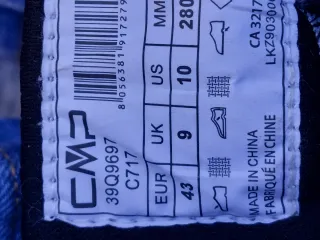 CMP
39Q9697
C717
8056381917279
EUR UK US MM
43 9 10 280
MADE IN CHINA
FABRIQUÉ EN CHINE
CA 3217